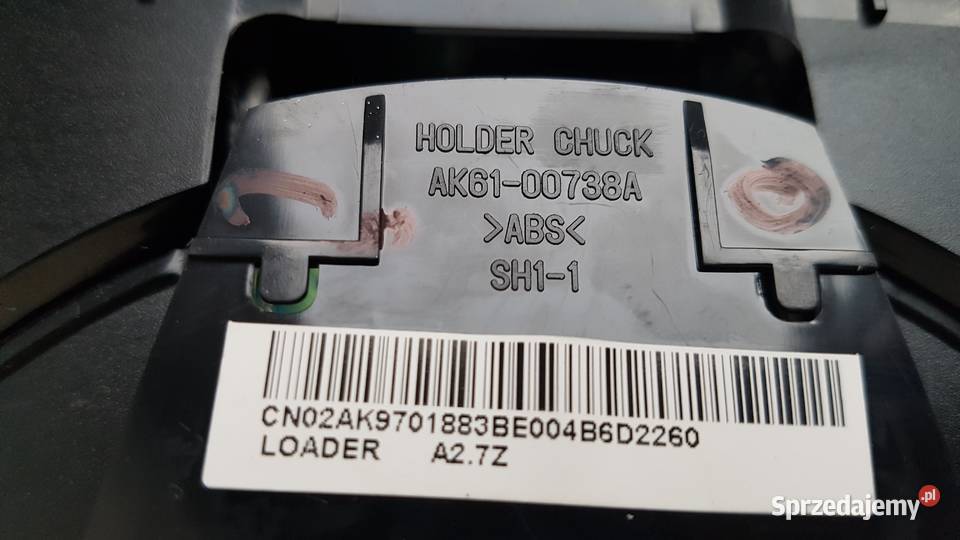 HOLDER CHUCK
AK61-00738A
>ABS<
SH1-1
CN02AK9701883BE004B6D2260
LOADER A2.7Z
Sprzedajemy.pl